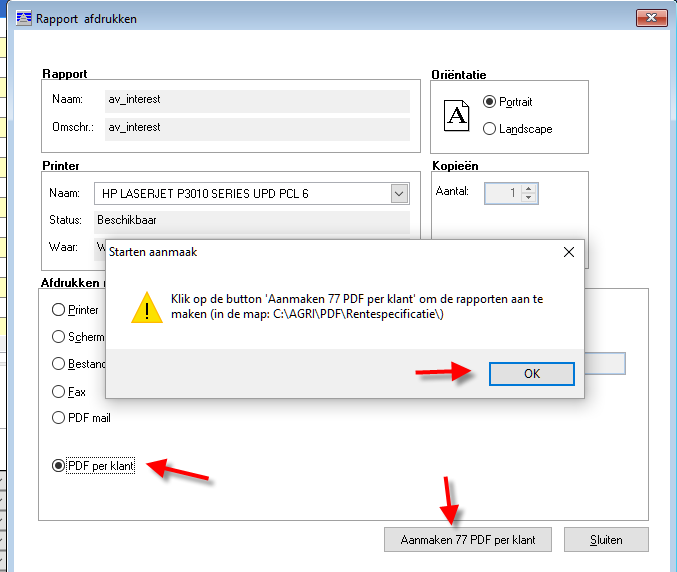 Rapport afdrukken
Rapport
Naam: av_interest
Omschr.: av_interest
Oriëntatie
A
Portrait
Landscape
Printer
Naam: HP LASERJET P3010 SERIES UPD PCL 6
Status: Beschikbaar
Waar:
Kopieën
Aantal: 1
Starten aanmaak
Klik op de button 'Aanmaken 77 PDF per klant' om de rapporten aan te
maken (in de map: C:\AGRI\PDF\Rentespecificatie\)
OK
Afdrukken
Printer
Scherm
Bestand
Fax
PDF mail
PDF per klant
Aanmaken 77 PDF per klant
Sluiten